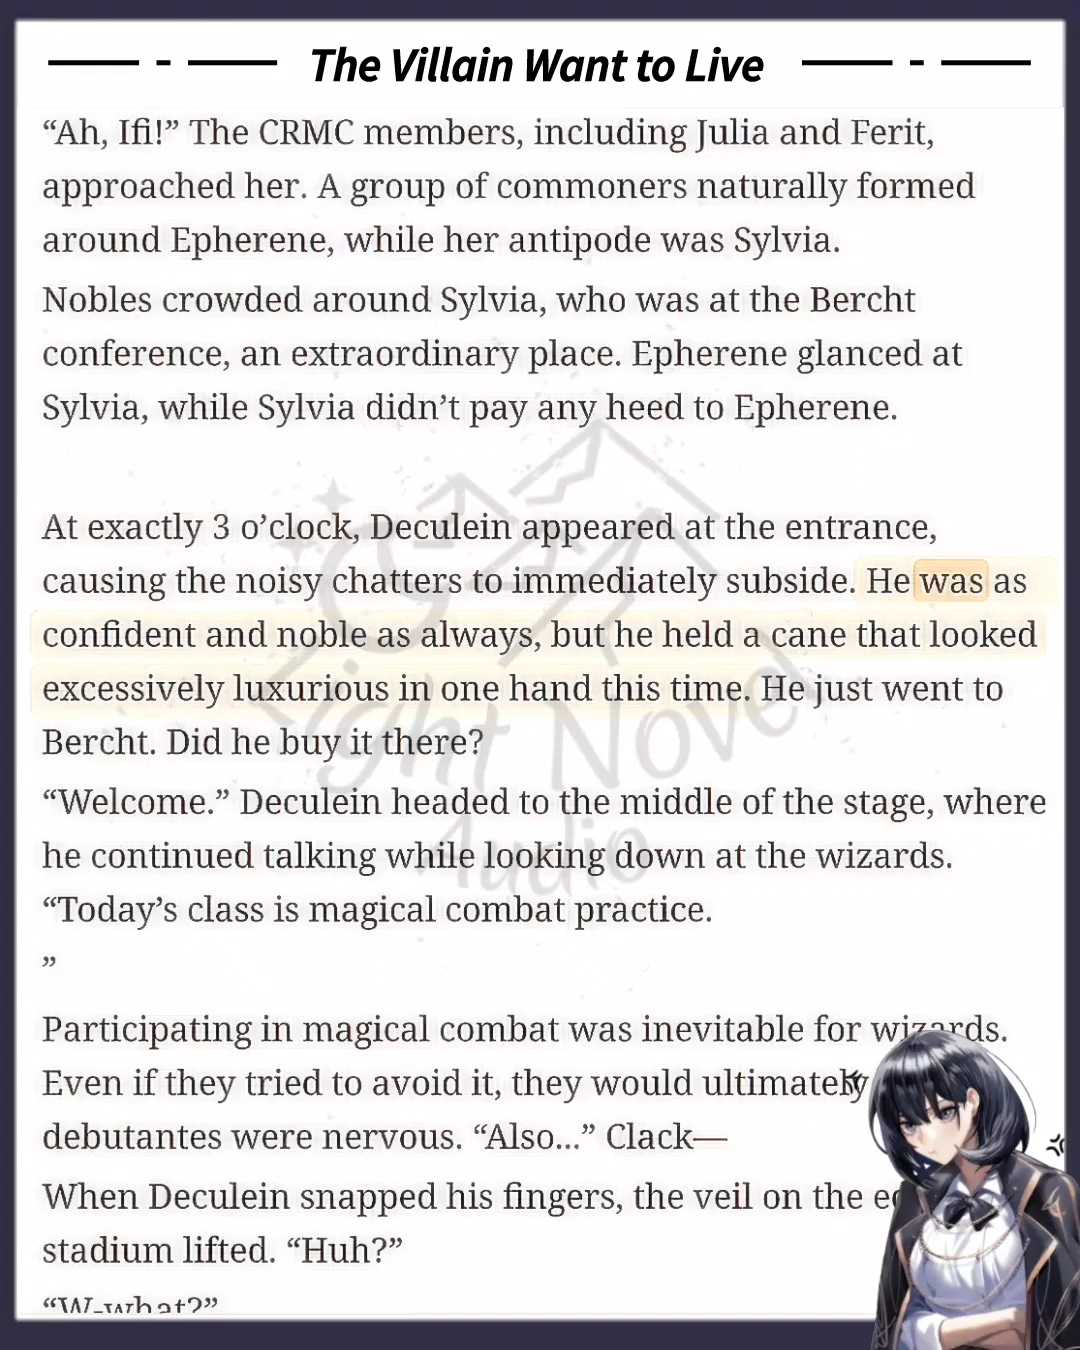 The Villain Want to Live
“Ah, Ifi!” The CRMC members, including Julia and Ferit,
approached her. A group of commoners naturally formed
around Epherene, while her antipode was Sylvia.
Nobles crowded around Sylvia, who was at the Bercht
conference, an extraordinary place. Epherene glanced at
Sylvia, while Sylvia didn’t pay any heed to Epherene.
At exactly 3 o’clock, Deculein appeared at the entrance,
causing the noisy chatters to immediately subside. He was as
confident and noble as always, but he held a cane that looked
excessively luxurious in one hand this time. He just went to
Bercht. Did he buy it there?
“Welcome.” Deculein headed to the middle of the stage, where
he continued talking while looking down at the wizards.
“Today’s class is magical combat practice.
”
Participating in magical combat was inevitable for wizards.
Even if they tried to avoid it, they would ultimately
debutantes were nervous. “Also...” Clack—
When Deculein snapped his fingers, the veil on the
stadium lifted. “Huh?”
“W-what?”
Light Novel
Audio